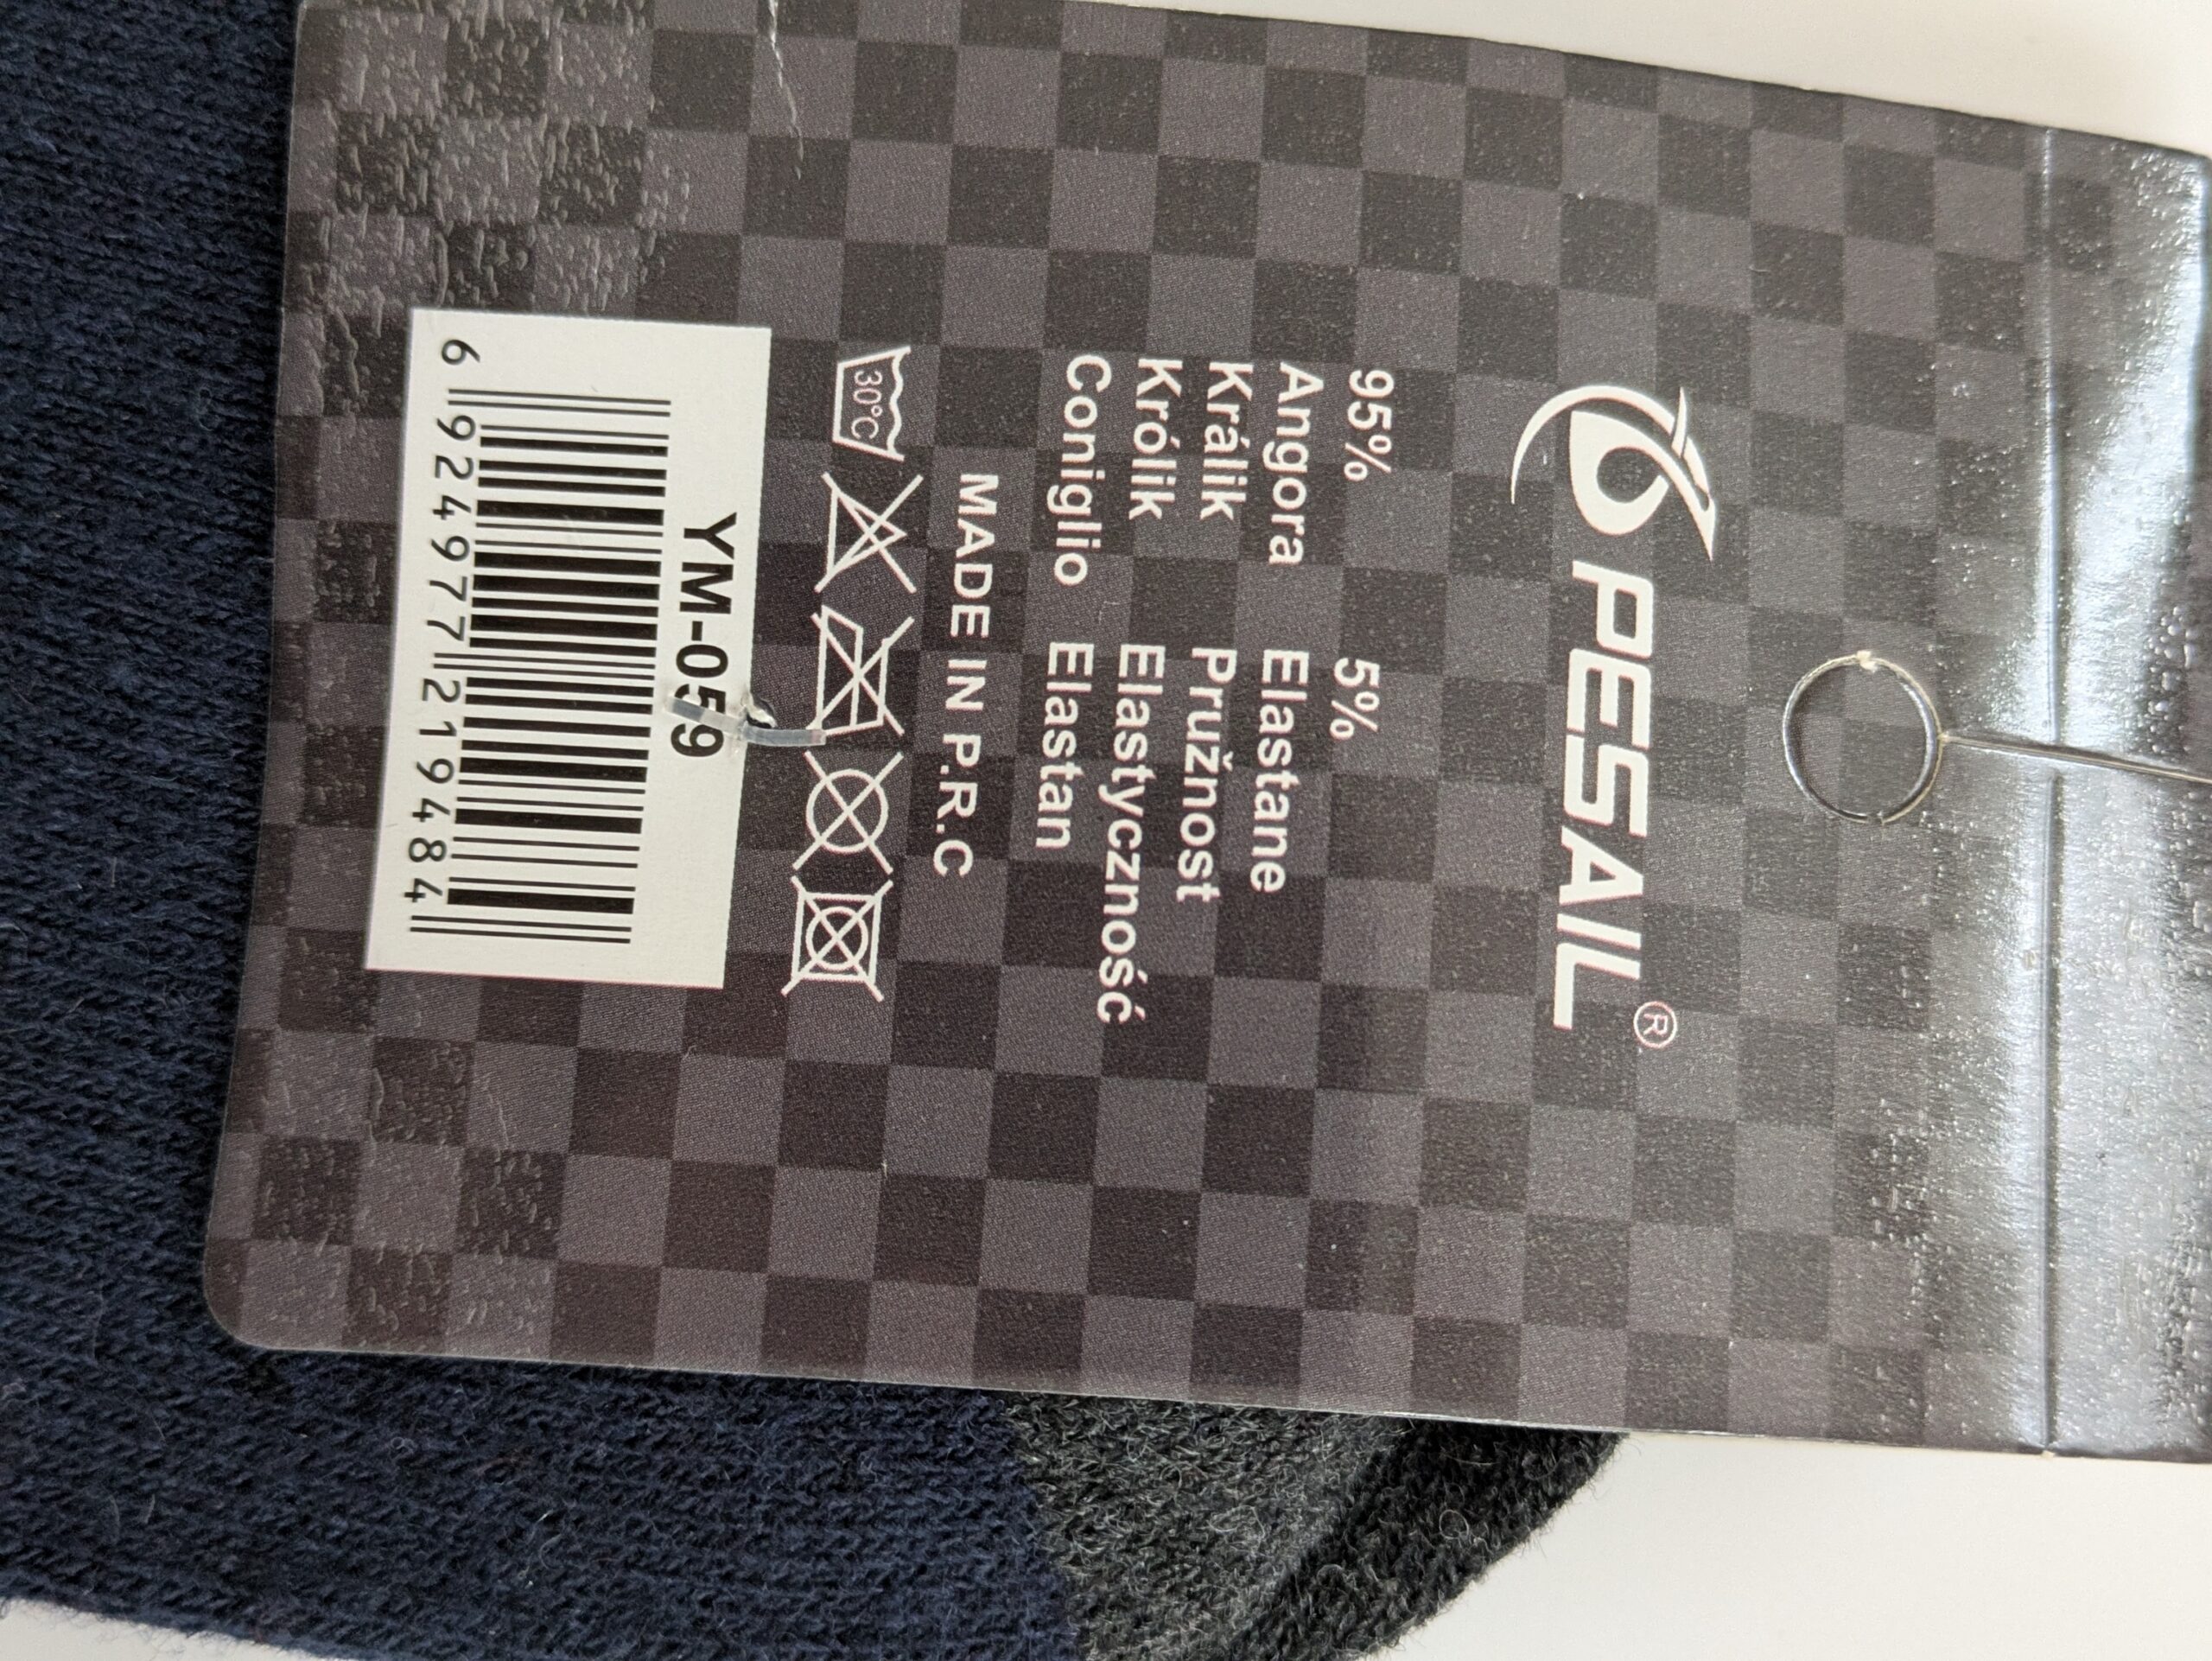 PESAIL®
95% 5%
Angora Elastane
Králik Pružnost
Królik Elastyczność
Coniglio Elastan
MADE IN P.R.C
30°C
YM-059
6 924977 219484